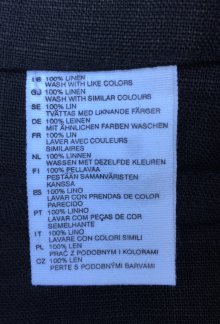 US 100% LINEN
WASH WITH LIKE COLORS
GU 100% LINEN
WASH WITH SIMILAR COLOURS
SE 100% LIN
TVÄTTAS MED LIKNANDE FÄRGER
DE 100% LEINEN
MIT ÄHNLICHEN FARBEN WASCHEN
FR 100% LIN
LAVER AVEC COULEURS
SIMILAIRES
NL 100% LINNEN
WASSEN MET DEZELFDE KLEUREN
FI 100% PELLAVAA
PESTÄÄN SAMANVÄRISTEN
KANSSA
ES 100% LINO
LAVAR CON PRENDAS DE COLOR
PARECIDO
PT 100% LINHO
LAVAR COM PEÇAS DE COR
SEMELHANTE
IT 100% LINO
LAVARE CON COLORI SIMILI
PL 100% LEN
PRAĆ Z PODOBNYMI KOLORAMI
CZ 100% LEN
PERTE S PODOBNÝMI BARVAMI